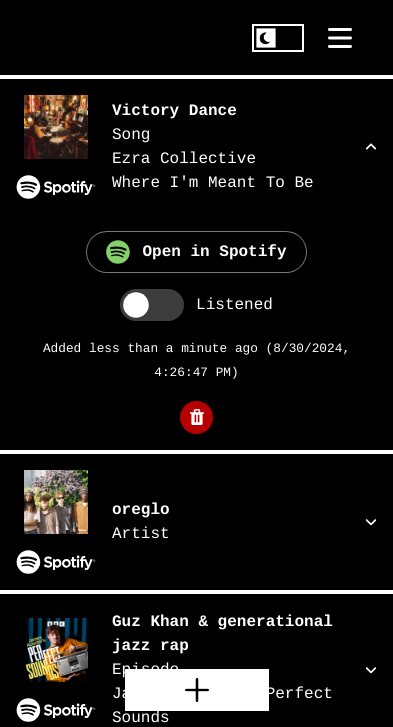 Victory Dance
Song
Ezra Collective
Where I'm Meant To Be
Spotify
Open in Spotify
Listened
Added less than a minute ago (8/30/2024,
4:26:47 PM)
oreglo
Artist
Spotify
Guz Khan & generational
jazz rap
Episode
Perfect
Sounds
PERFECT
SOUNDS
Spotify